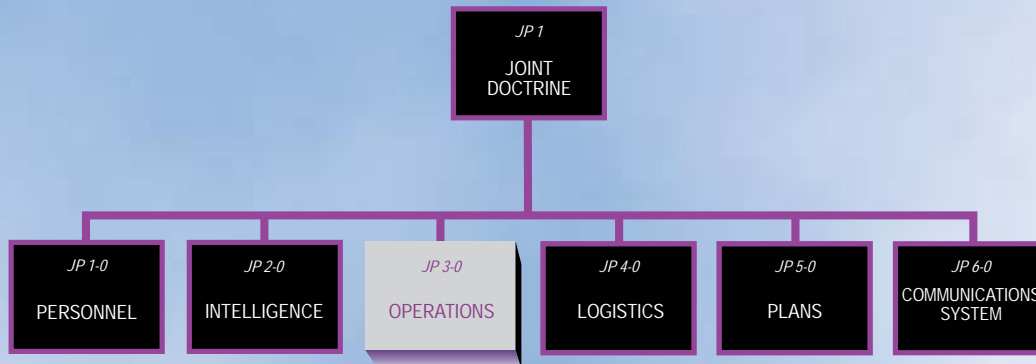 JP 1
JOINT
DOCTRINE
JP 1-0
PERSONNEL
JP 2-0
INTELLIGENCE
JP 3-0
OPERATIONS
JP 4-0
LOGISTICS
JP 5-0
PLANS
JP 6-0
COMMUNICATIONS
SYSTEM